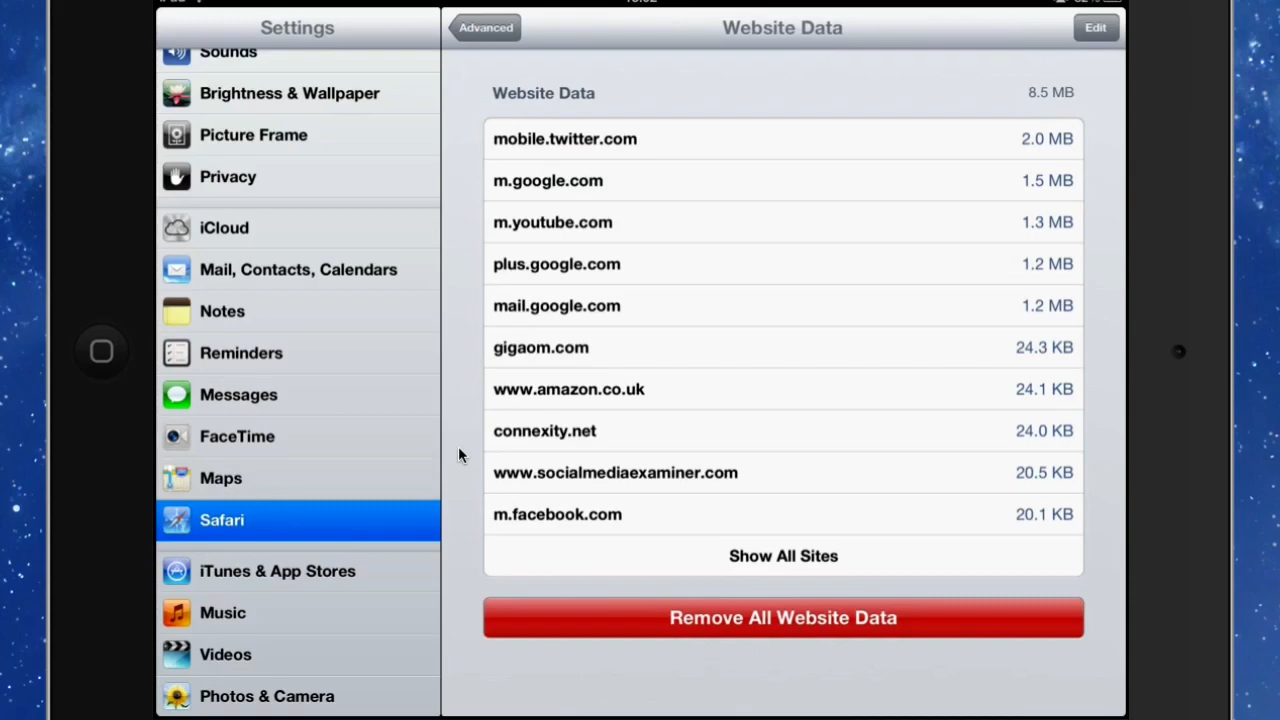 Settings
Advanced
Website Data
Edit
Sounds
Brightness & Wallpaper
Picture Frame
Privacy
iCloud
Mail, Contacts, Calendars
Notes
Reminders
Messages
FaceTime
Maps
Safari
iTunes & App Stores
Music
Videos
Photos & Camera
Website Data 8.5 MB
mobile.twitter.com 2.0 MB
m.google.com 1.5 MB
m.youtube.com 1.3 MB
plus.google.com 1.2 MB
mail.google.com 1.2 MB
gigaom.com 24.3 KB
www.amazon.co.uk 24.1 KB
connexity.net 24.0 KB
www.socialmediaexaminer.com 20.5 KB
m.facebook.com 20.1 KB
Show All Sites
Remove All Website Data